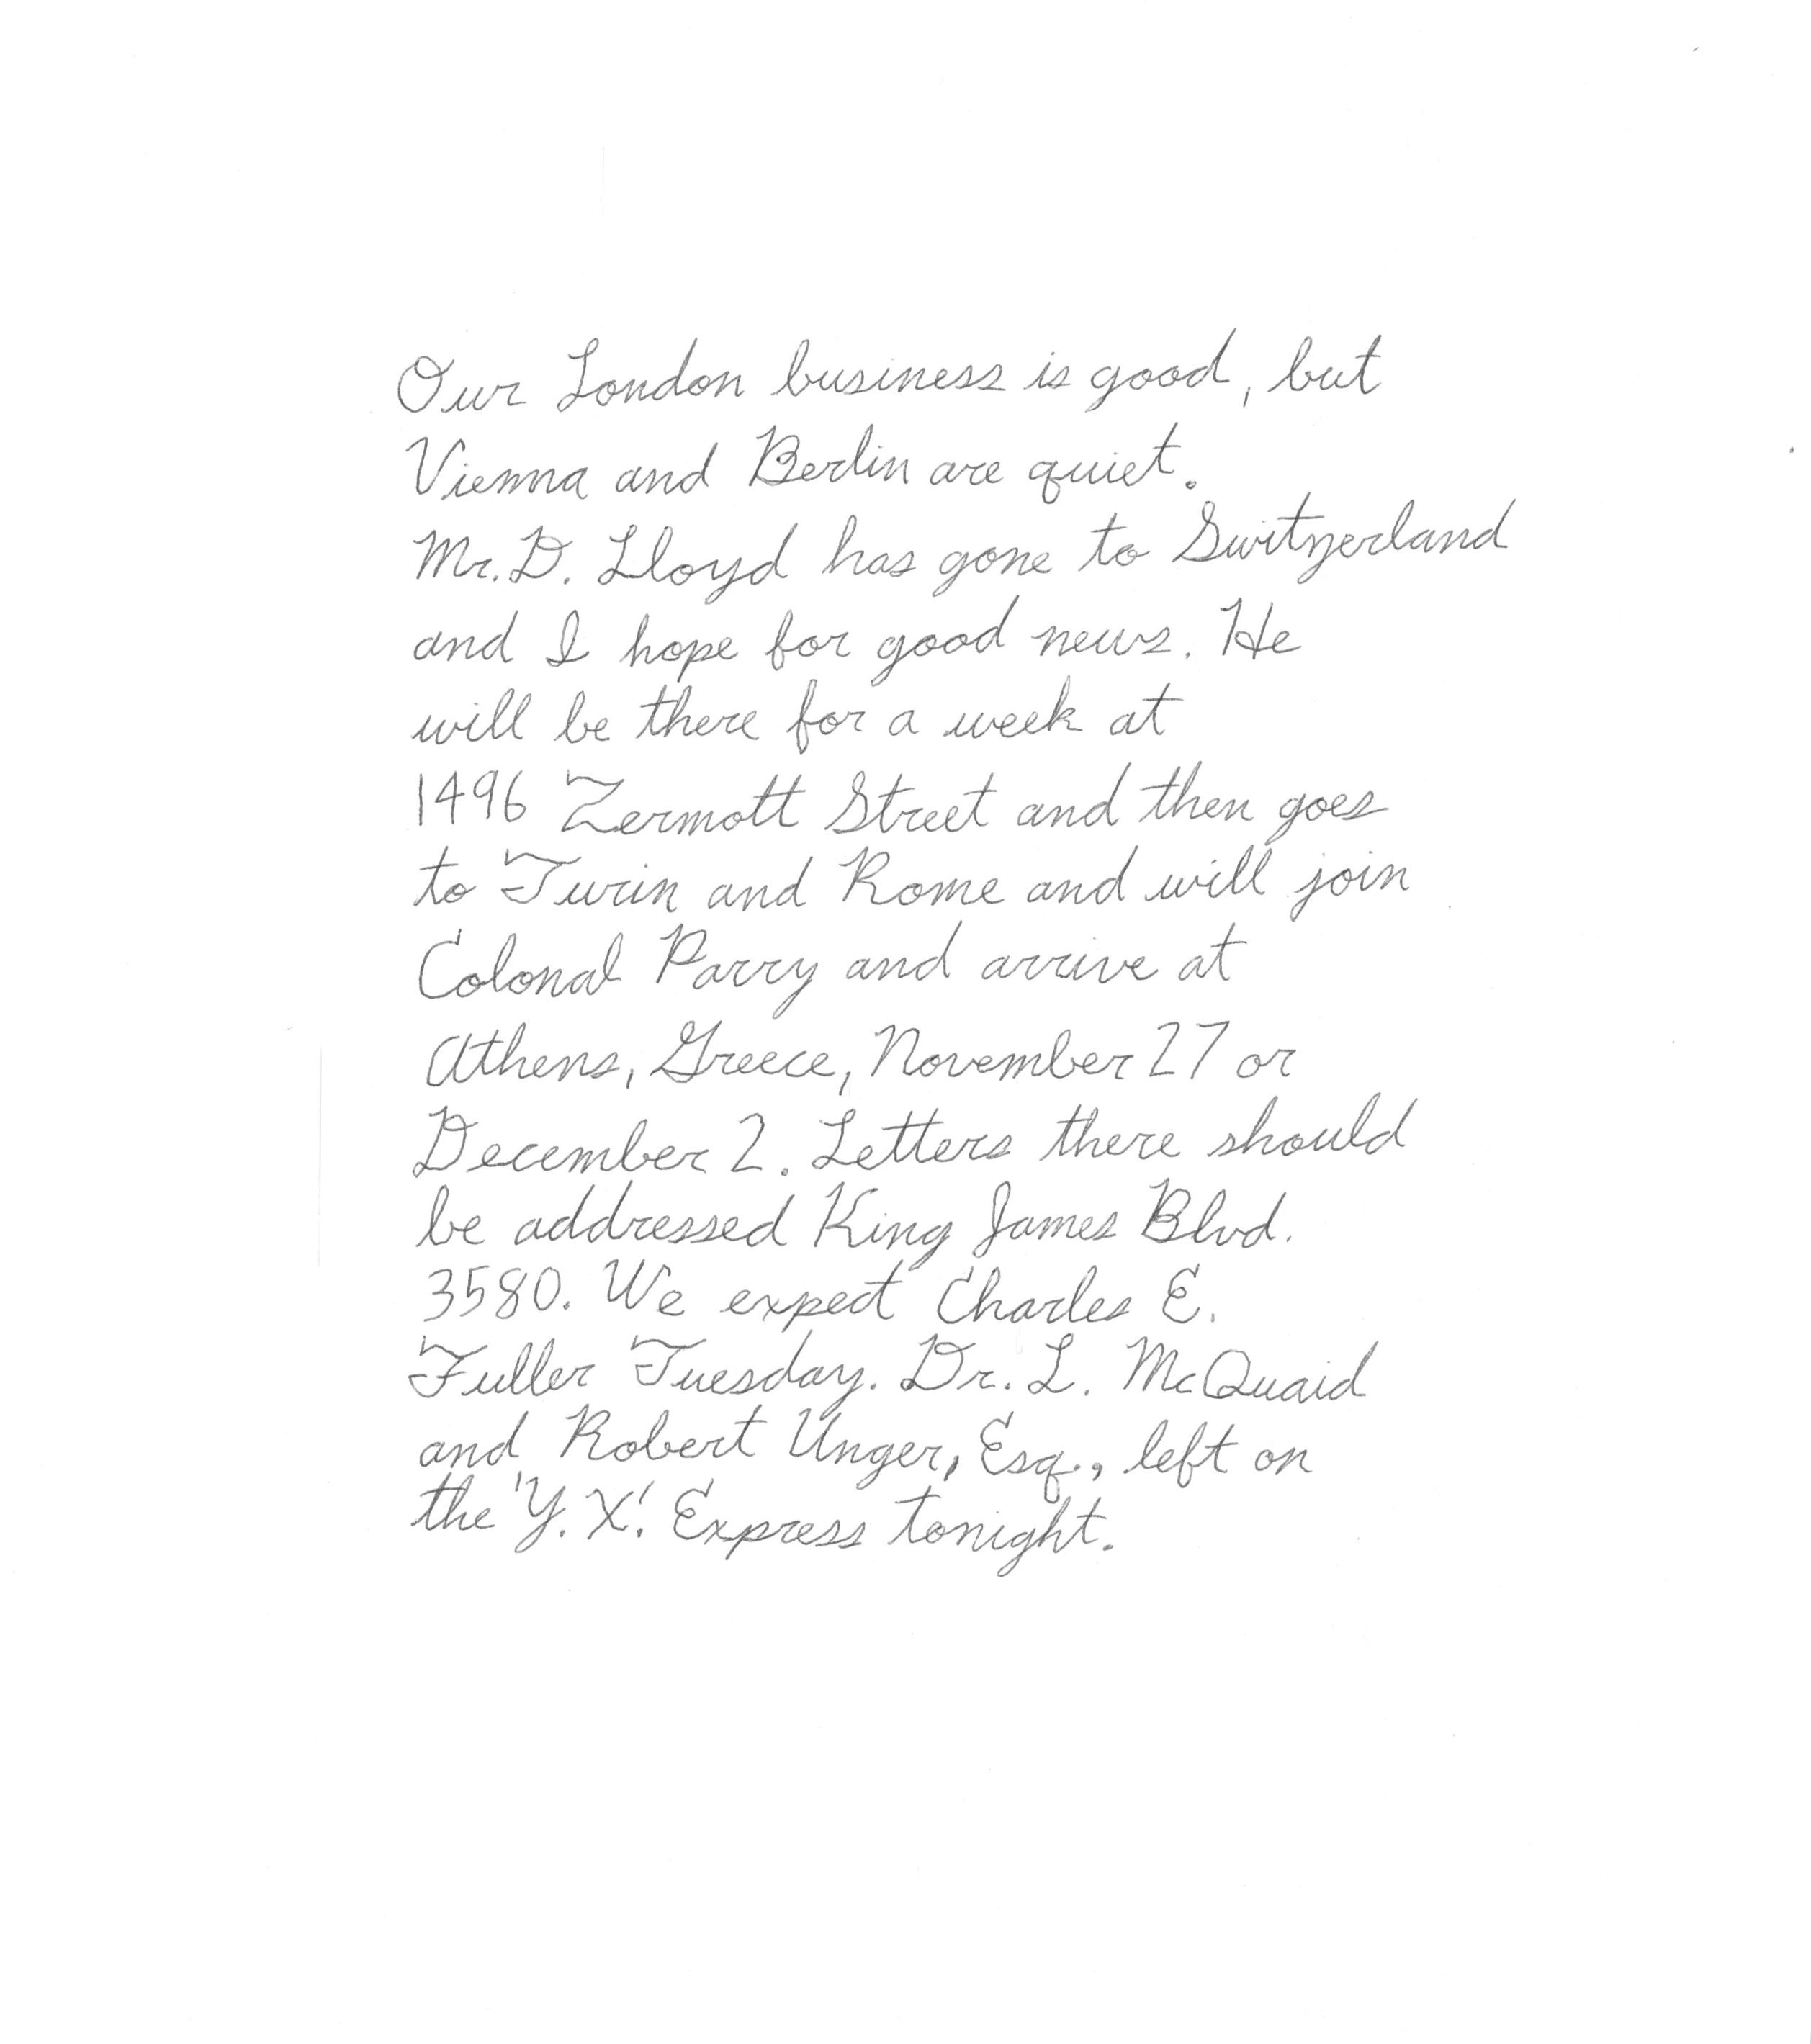 Our London business is good, but
Vienna and Berlin are quiet.
Mr. D. Lloyd has gone to Switzerland
and I hope for good news. He
will be there for a week at
1496 Zermott Street and then goes
to Turin and Rome and will join
Colonal Parry and arrive at
Athens, Greece, November 27 or
December 2. Letters there should
be addressed King James Blvd.
3580. We expect Charles E.
Fuller Tuesday. Dr. L. McQuaid
and Robert Unger, Esq., left on
the 'Y.X.' Express tonight.